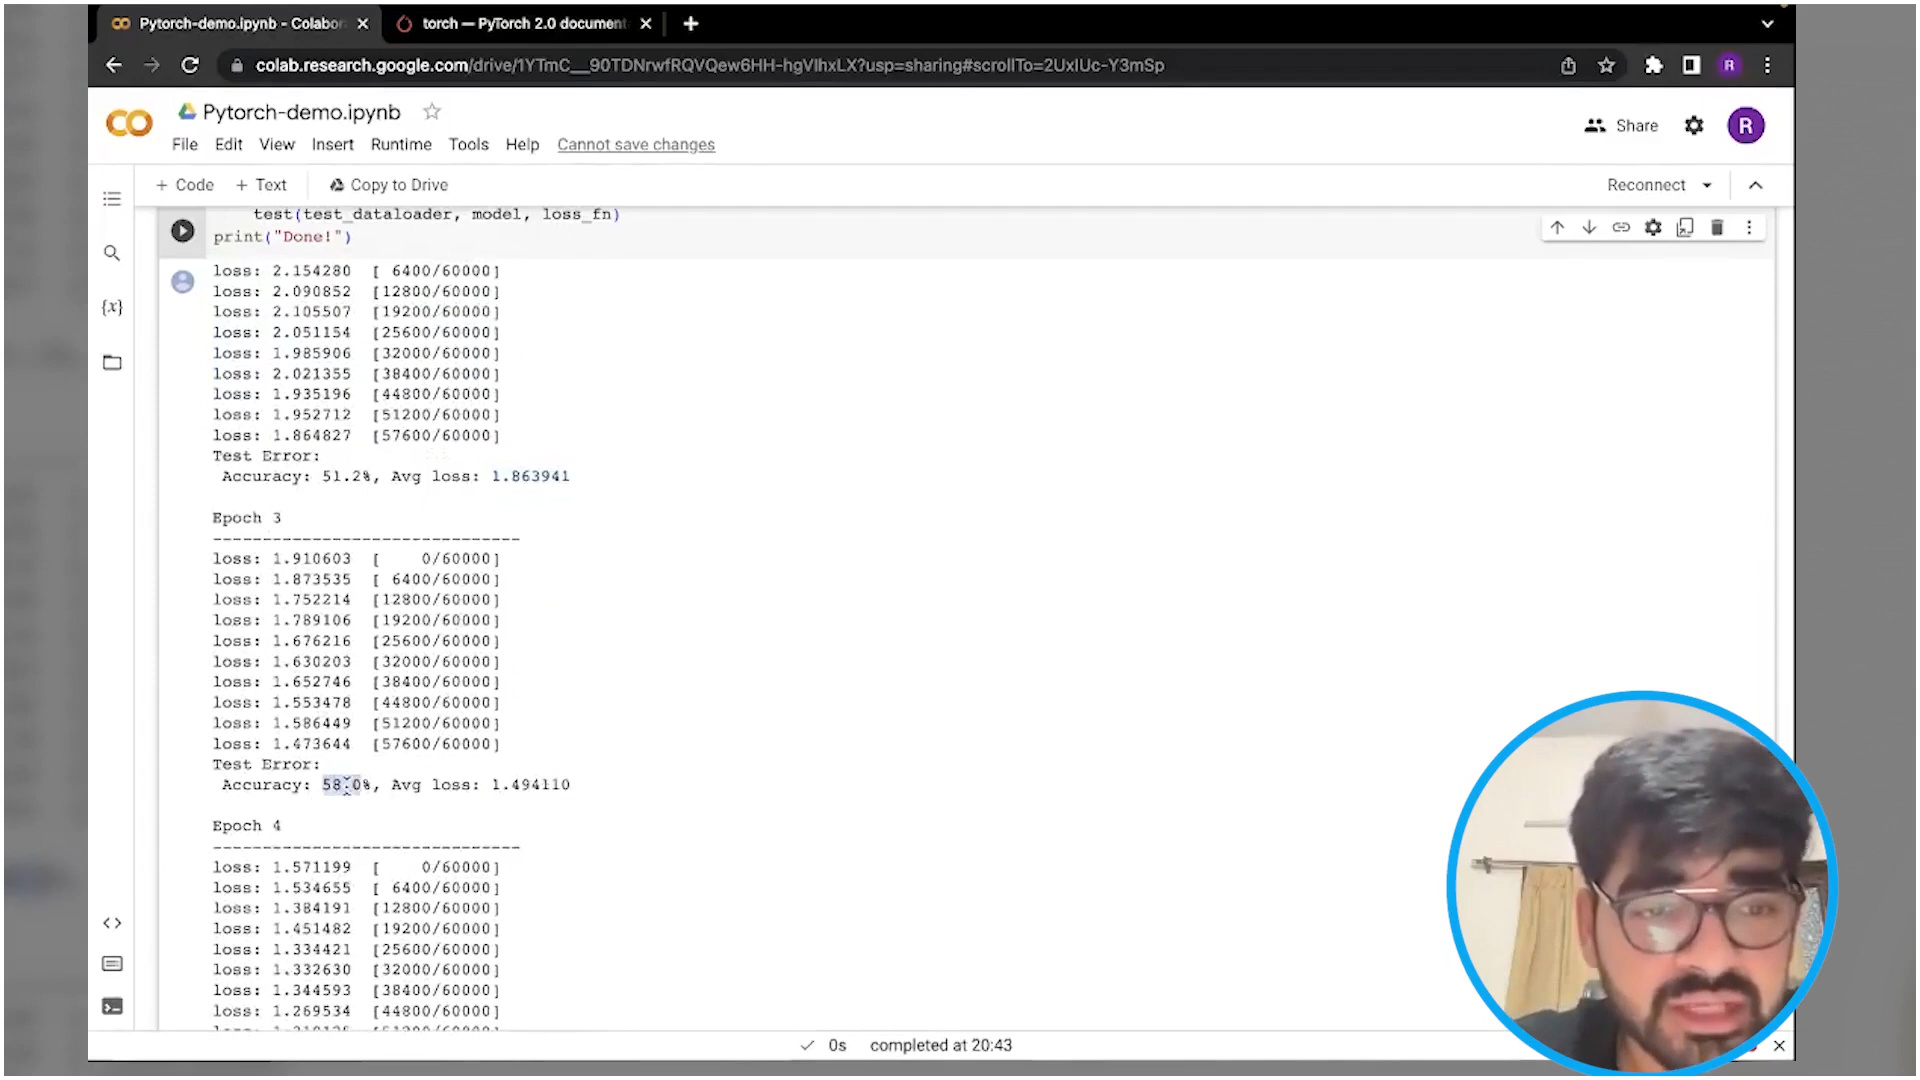 Pytorch-demo.ipynb - Colabor
torch — PyTorch 2.0 document
colab.research.google.com/drive/1YTmC__90TDNrwfRQVQew6HH-hgVIhxLX?usp=sharing#scrollTo=2UxIUc-Y3mSp
R
Pytorch-demo.ipynb
Share
R
File Edit View Insert Runtime Tools Help Cannot save changes
+ Code + Text Copy to Drive
Reconnect
test(test_dataloader, model, loss_fn)
print("Done!")
{x}
loss: 2.154280 [ 6400/60000]
loss: 2.090852 [12800/60000]
loss: 2.105507 [19200/60000]
loss: 2.051154 [25600/60000]
loss: 1.985906 [32000/60000]
loss: 2.021355 [38400/60000]
loss: 1.935196 [44800/60000]
loss: 1.952712 [51200/60000]
loss: 1.864827 [57600/60000]
Test Error:
Accuracy: 51.2%, Avg loss: 1.863941
Epoch 3
-------------------------------
loss: 1.910603 [ 0/60000]
loss: 1.873535 [ 6400/60000]
loss: 1.752214 [12800/60000]
loss: 1.789106 [19200/60000]
loss: 1.676216 [25600/60000]
loss: 1.630203 [32000/60000]
loss: 1.652746 [38400/60000]
loss: 1.553478 [44800/60000]
loss: 1.586449 [51200/60000]
loss: 1.473644 [57600/60000]
Test Error:
Accuracy: 58.0%, Avg loss: 1.494110
Epoch 4
-------------------------------
loss: 1.571199 [ 0/60000]
loss: 1.534655 [ 6400/60000]
loss: 1.384191 [12800/60000]
loss: 1.451482 [19200/60000]
loss: 1.334421 [25600/60000]
loss: 1.332630 [32000/60000]
loss: 1.344593 [38400/60000]
loss: 1.269534 [44800/60000]
0s completed at 20:43